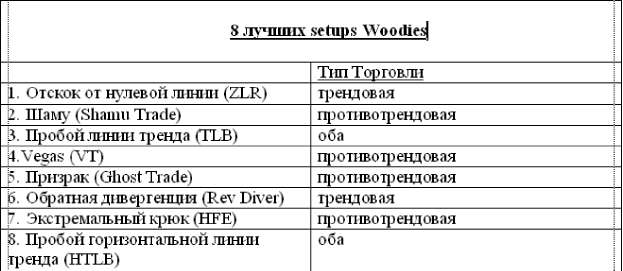 8 лучших setups Woodies
Тип Торговли
1. Отскок от нулевой линии (ZLR) трендовая
2. Шаму (Shamu Trade) противотрендовая
3. Пробой линии тренда (TLB) оба
4.Vegas (VT) противотрендовая
5. Призрак (Ghost Trade) противотрендовая
6. Обратная дивергенция (Rev Diver) трендовая
7. Экстремальный крюк (HFE) противотрендовая
8. Пробой горизонтальной линии оба
тренда (HTLB)